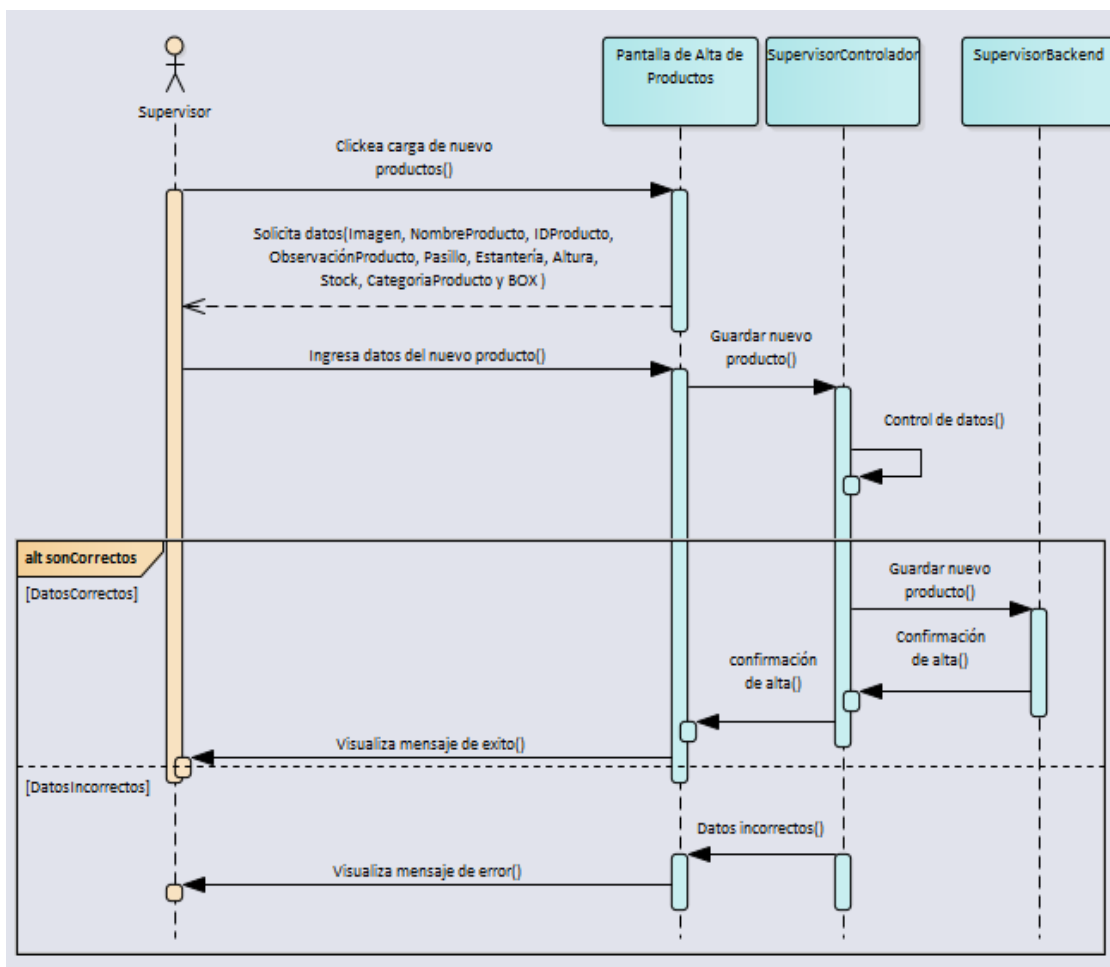 Supervisor
Pantalla de Alta de
Productos
SupervisorControlador
SupervisorBackend
Clickea carga de nuevo
productos()
Solicita datos(Imagen, NombreProducto, IDProducto,
ObservaciónProducto, Pasillo, Estantería, Altura,
Stock, CategoriaProducto y BOX )
Ingresa datos del nuevo producto()
Guardar nuevo
producto()
Control de datos()
alt sonCorrectos
[DatosCorrectos]
Guardar nuevo
producto()
Confirmación
de alta()
confirmación
de alta()
Visualiza mensaje de exito()
[DatosIncorrectos]
Datos incorrectos()
Visualiza mensaje de error()